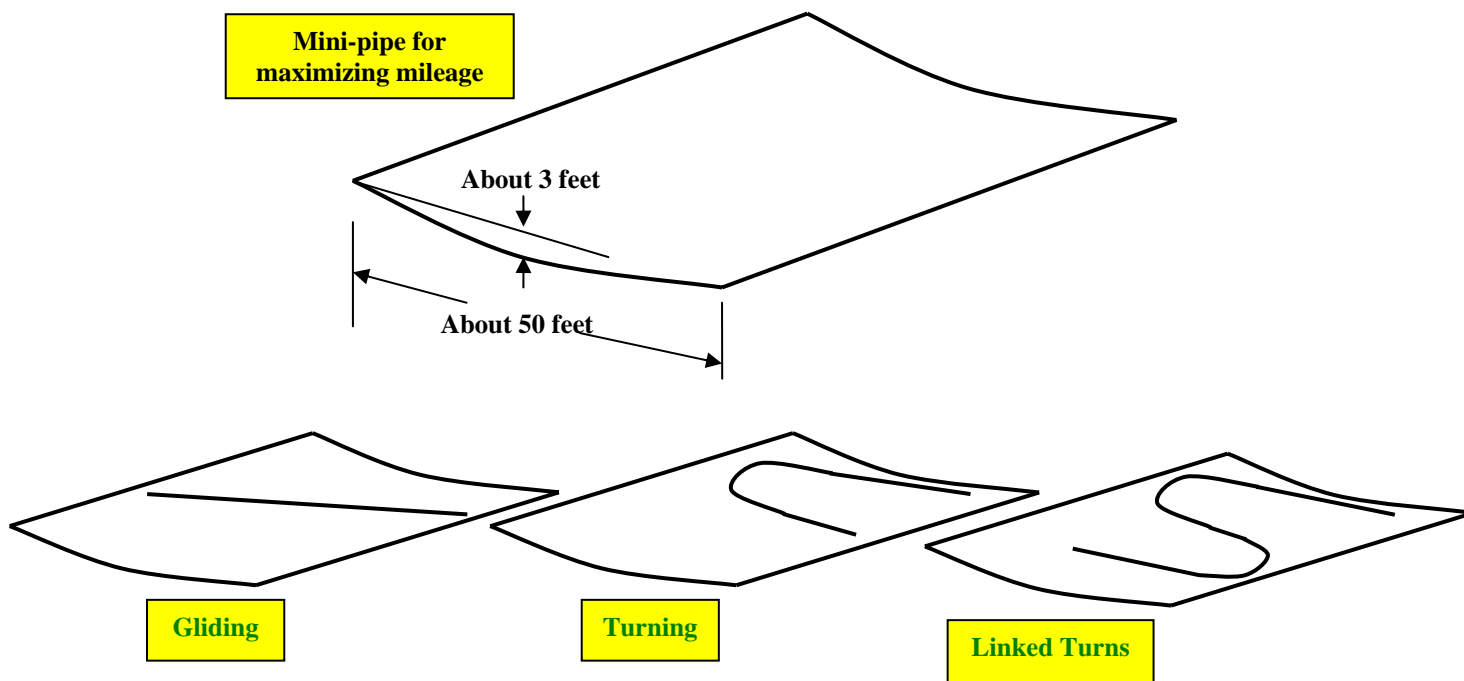 Mini-pipe for
maximizing mileage
About 3 feet
About 50 feet
Gliding
Turning
Linked Turns